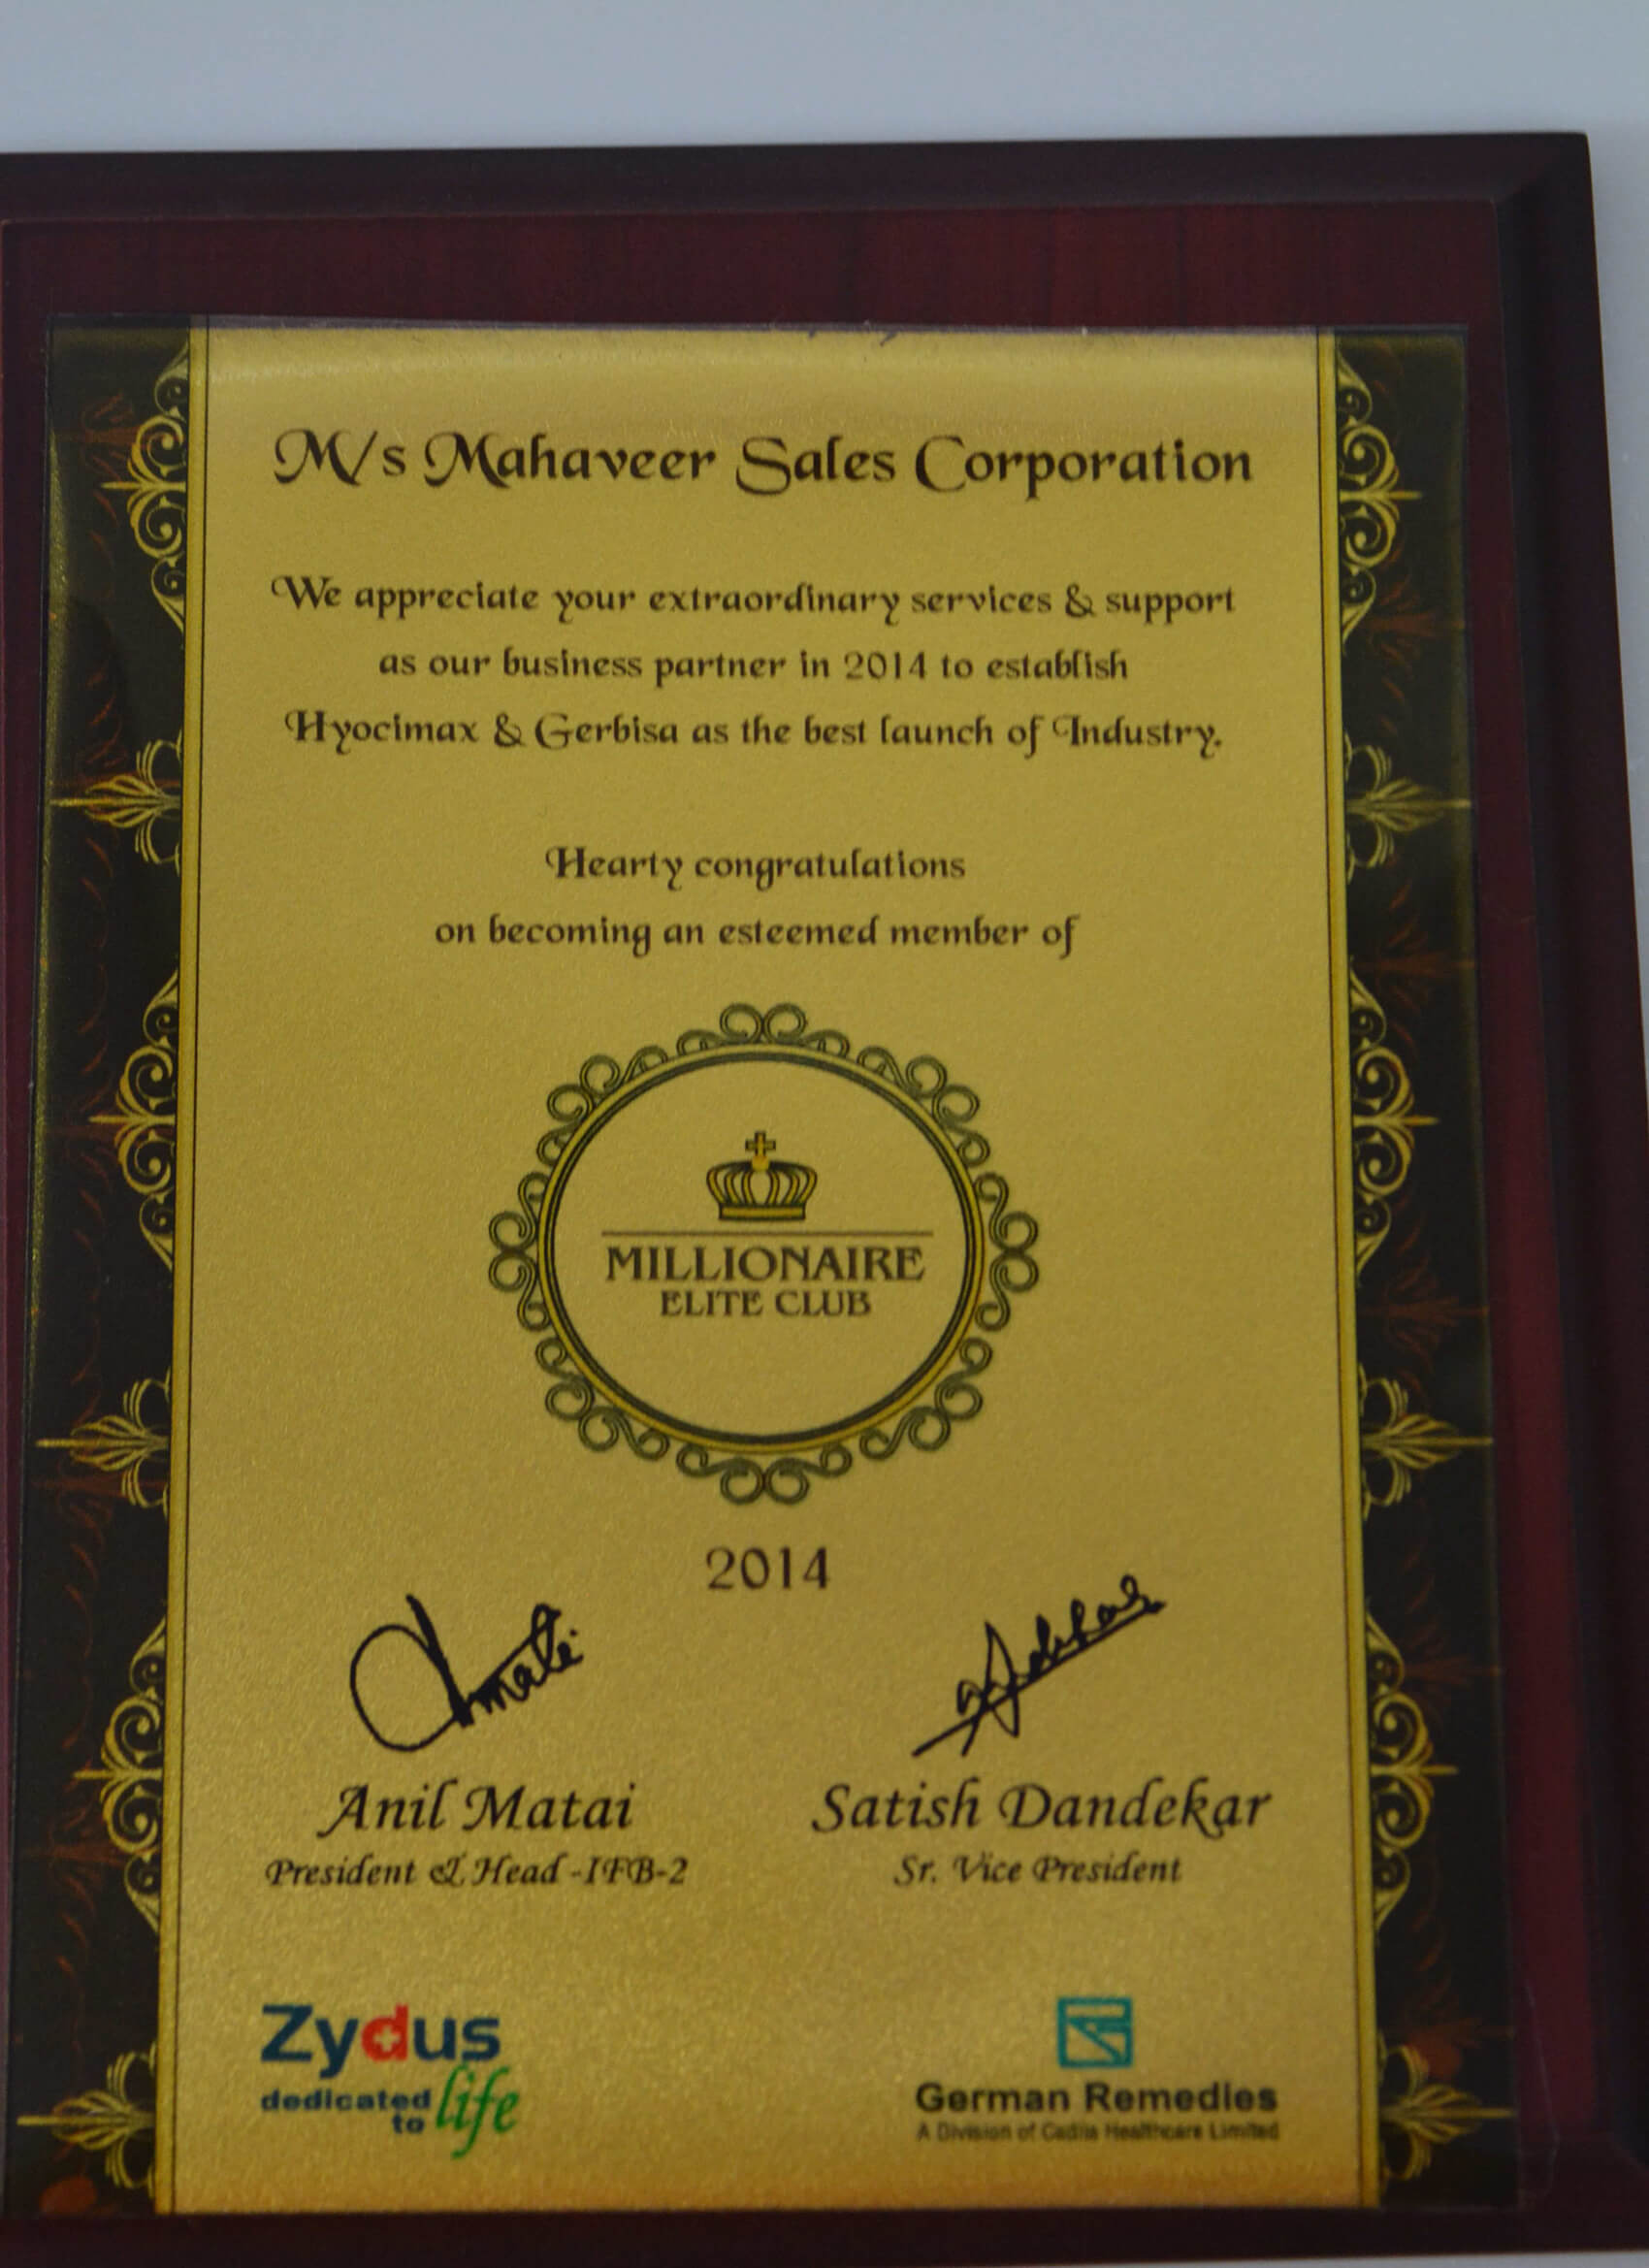 M/s Mahaveer Sales Corporation
We appreciate your extraordinary services & support
as our business partner in 2014 to establish
Hyocimax & Gerbisa as the best launch of Industry.
Hearty congratulations
on becoming an esteemed member of
MILLIONAIRE
ELITE CLUB
2014
Anil Matai
President & Head -IFB-2
Satish Dandekar
Sr. Vice President
Zydus
dedicated
to life
German Remedies
A Division of Cadila Healthcare Limited